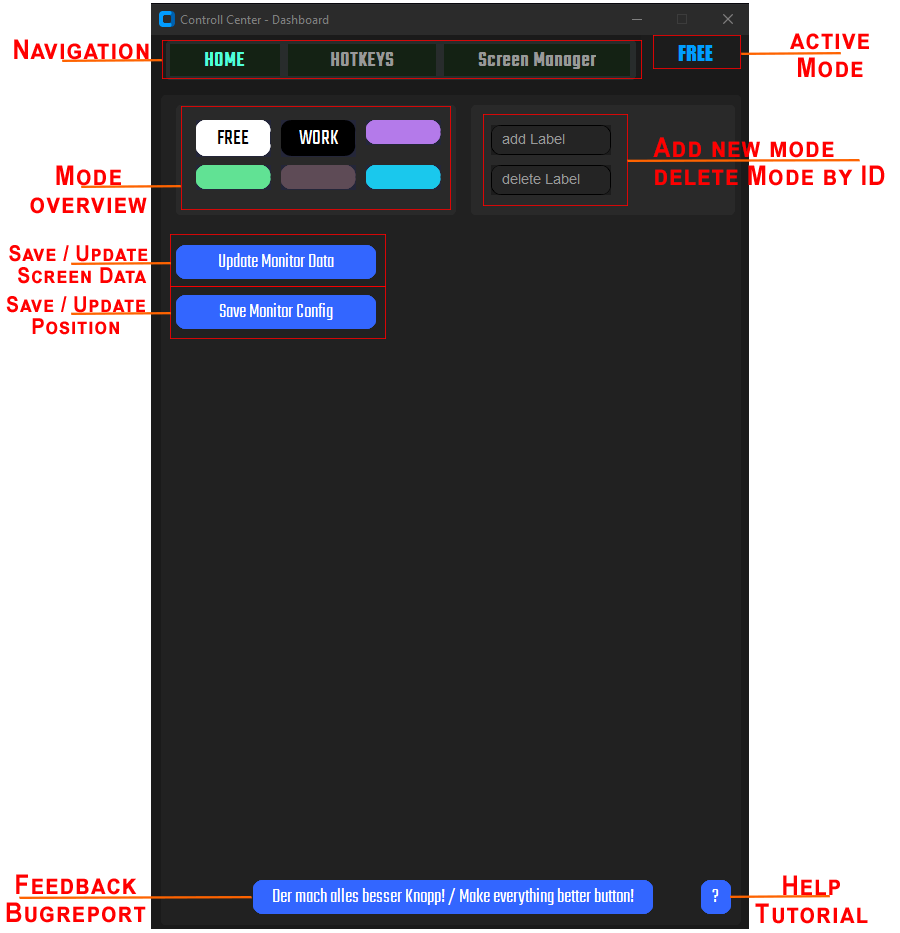 Controll Center - Dashboard
Navigation
HOME HOTKEYS Screen Manager
FREE
active
Mode
FREE WORK
add Label
delete Label
Add new mode
delete Mode by ID
Mode
overview
Save / Update
Screen Data
Update Monitor Data
Save / Update
Position
Save Monitor Config
Feedback
Bugreport
Der mach alles besser Knopp! / Make everything better button!
?
Help
Tutorial